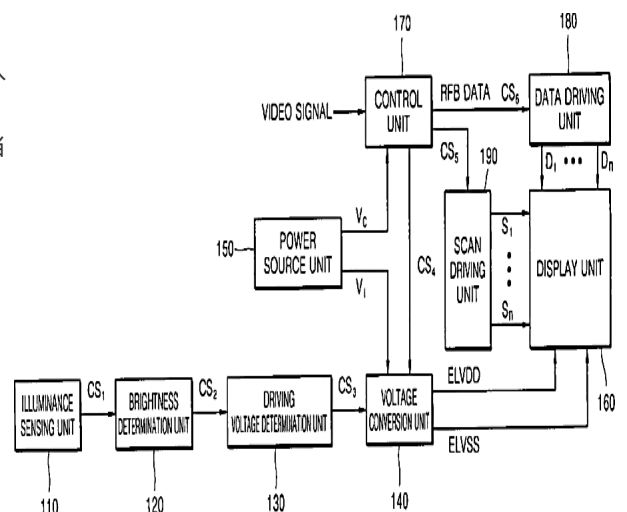 170
180
VIDEO SIGNAL
CONTROL
UNIT
RFB DATA CS6
DATA DRIVING
UNIT
CS5
190
D1 ••• Dn
150
POWER
SOURCE UNIT
VC
Vi
CS4
SCAN
DRIVING
UNIT
S1
Sn
DISPLAY UNIT
160
ILLUMINANCE
SENSING UNIT
CS1
BRIGHTNESS
DETERMINATION UNIT
CS2
DRIVING
VOLTAGE DETERMINATION UNIT
CS3
VOLTAGE
CONVERSION UNIT
ELVDD
ELVSS
110
120
130
140